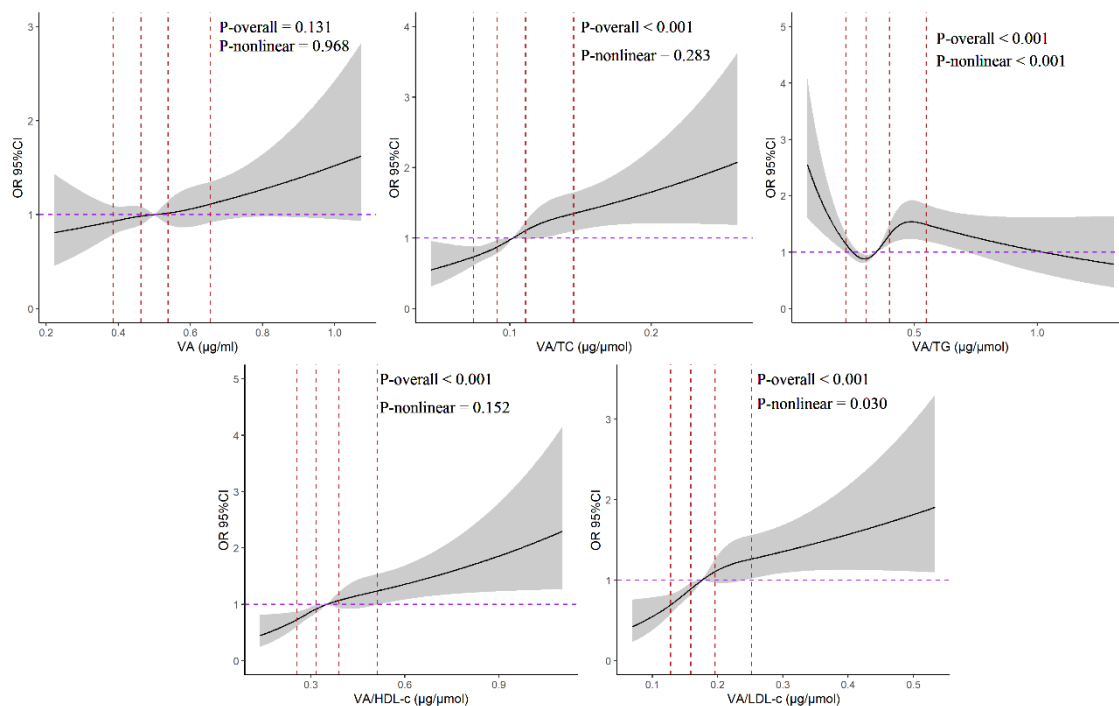 P-overall = 0.131
P-nonlinear = 0.968
OR 95%CI
3
2
1
0
0.2 0.4 0.6 0.8 1.0
VA (µg/ml)
P-overall < 0.001
P-nonlinear = 0.283
OR 95%CI
4
3
2
1
0
0.1 0.2
VA/TC (µg/µmol)
P-overall < 0.001
P-nonlinear < 0.001
OR 95%CI
5
4
3
2
1
0
0.5 1.0
VA/TG (µg/µmol)
P-overall < 0.001
P-nonlinear = 0.152
OR 95%CI
5
4
3
2
1
0
0.3 0.6 0.9
VA/HDL-c (µg/µmol)
P-overall < 0.001
P-nonlinear = 0.030
OR 95%CI
3
2
1
0
0.1 0.2 0.3 0.4 0.5
VA/LDL-c (µg/µmol)